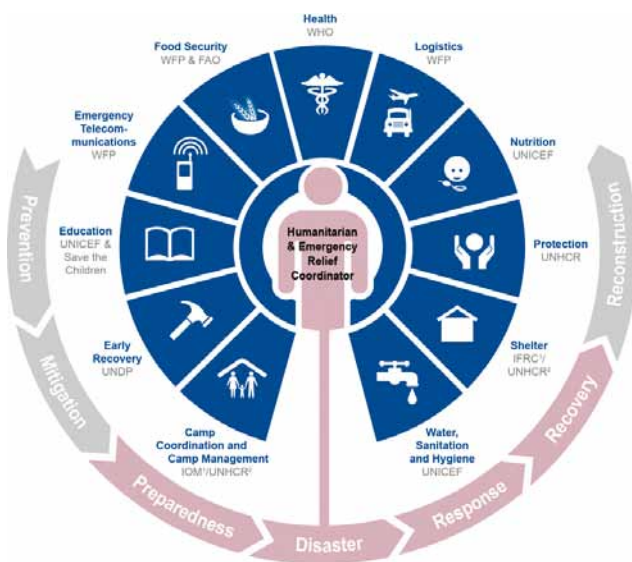 Health
WHO
Food Security
WFP & FAO
Logistics
WFP
Emergency
Telecom-
munications
WFP
Nutrition
UNICEF
Education
UNICEF &
Save the
Children
Humanitarian
& Emergency
Relief
Coordinator
Protection
UNHCR
Early
Recovery
UNDP
Shelter
IFRC¹/
UNHCR²
Camp
Coordination and
Camp Management
IOM¹/UNHCR²
Water,
Sanitation
and Hygiene
UNICEF
Prevention
Mitigation
Preparedness
Disaster
Response
Recovery
Reconstruction